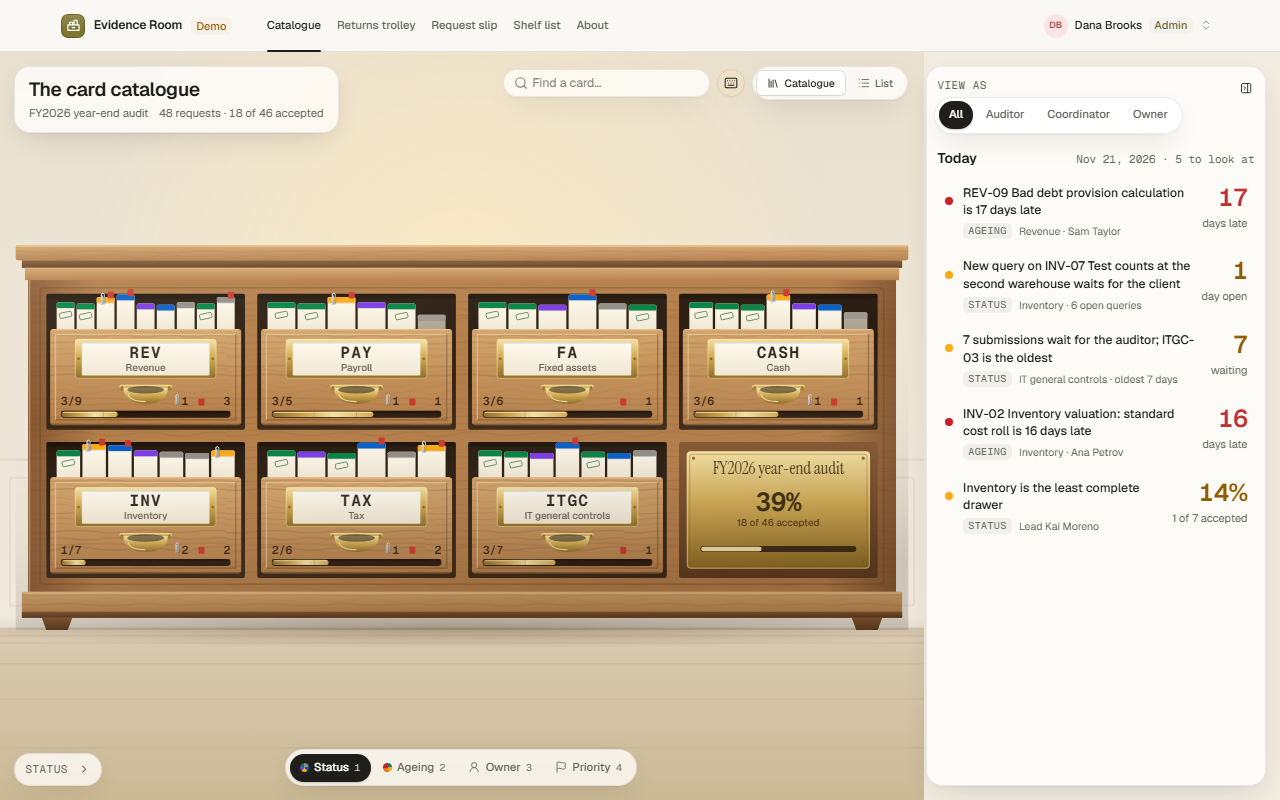 Evidence Room Demo Catalogue Returns trolley Request slip Shelf list About DB Dana Brooks Admin
The card catalogue
FY2026 year-end audit 48 requests · 18 of 46 accepted
Find a card…
Catalogue List
REV
Revenue
3/9 1 3
PAY
Payroll
3/5 1 1
FA
Fixed assets
3/6 1
CASH
Cash
3/6 1 1
INV
Inventory
1/7 2 2
TAX
Tax
2/6 1 2
ITGC
IT general controls
3/7 1
FY2026 year-end audit
39%
18 of 46 accepted
STATUS
Status 1 Ageing 2 Owner 3 Priority 4
VIEW AS
All Auditor Coordinator Owner
Today Nov 21, 2026 · 5 to look at
REV-09 Bad debt provision calculation
is 17 days late
AGEING Revenue · Sam Taylor
17
days late
New query on INV-07 Test counts at the
second warehouse waits for the client
STATUS Inventory · 6 open queries
1
day open
7 submissions wait for the auditor; ITGC-
03 is the oldest
STATUS IT general controls · oldest 7 days
7
waiting
INV-02 Inventory valuation: standard
cost roll is 16 days late
AGEING Inventory · Ana Petrov
16
days late
Inventory is the least complete
drawer
STATUS Lead Kai Moreno
14%
1 of 7 accepted